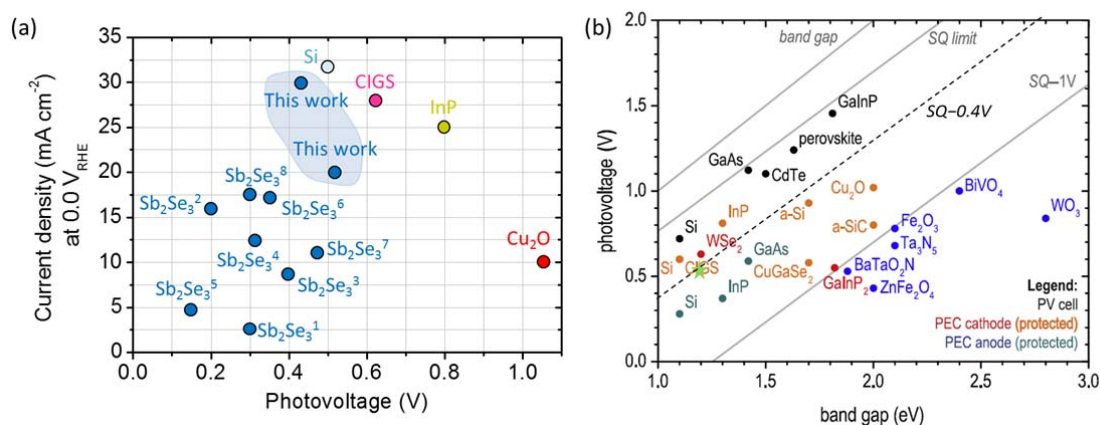 (a)
35
30
25
20
15
10
5
0
Current density (mA cm⁻²)
at 0.0 V_RHE
0.0
0.2
0.4
0.6
0.8
1.0
Photovoltage (V)
Si
This work
CIGS
InP
This work
Sb₂Se₃⁸
Sb₂Se₃²
Sb₂Se₃⁶
Sb₂Se₃⁴
Sb₂Se₃⁷
Sb₂Se₃³
Sb₂Se₃⁵
Sb₂Se₃¹
Cu₂O
(b)
2.0
1.5
1.0
0.5
0.0
photovoltage (V)
1.0
1.5
2.0
2.5
3.0
band gap (eV)
band gap
SQ limit
SQ–0.4V
SQ–1V
GaInP
perovskite
GaAs
CdTe
Si
InP
a-Si
Cu₂O
a-SiC
BiVO₄
WO₃
Fe₂O₃
Ta₃N₅
WSe₂
Si
CIGS
GaAs
CuGaSe₂
BaTaO₂N
GaInP₂
ZnFe₂O₄
InP
Si
Legend:
PV cell
PEC cathode (protected)
PEC anode (protected)